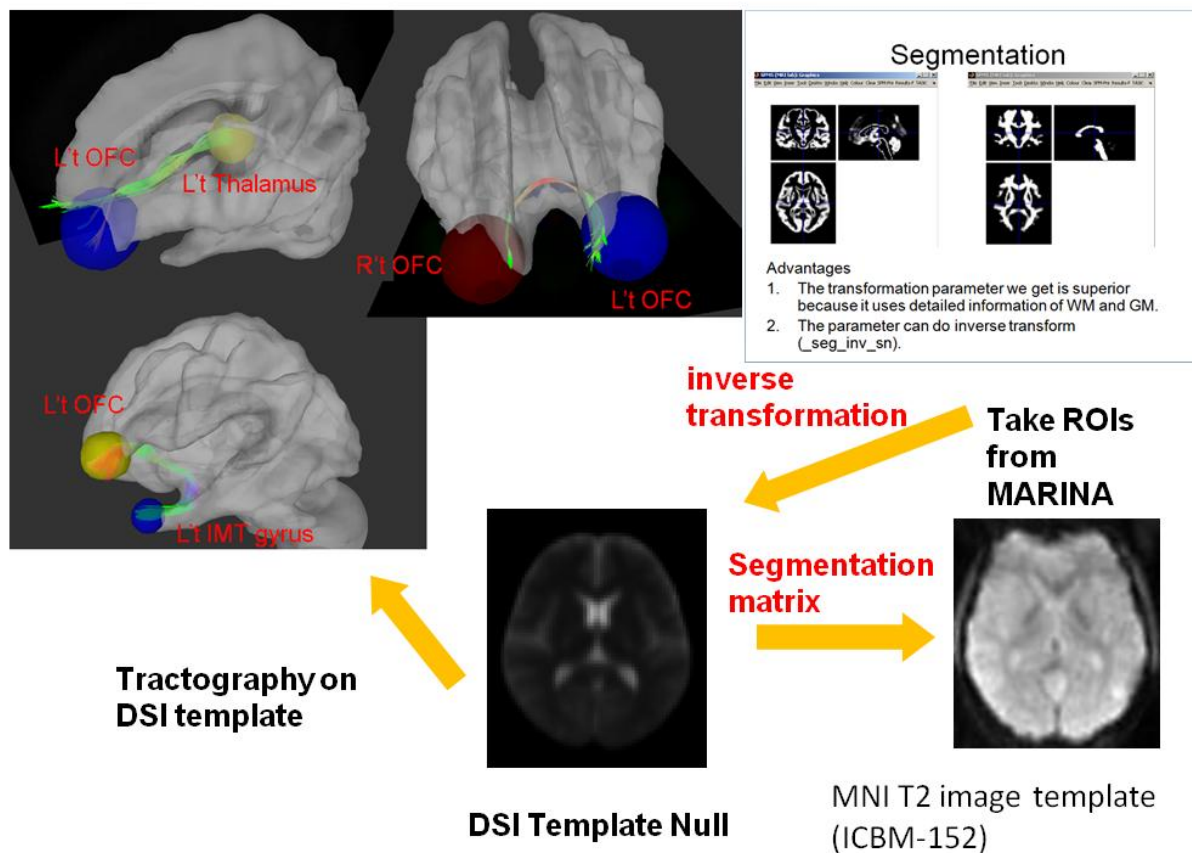 L't OFC
L't Thalamus
R't OFC
L't OFC
L't OFC
L't IMT gyrus
Segmentation
Advantages
1. The transformation parameter we get is superior
because it uses detailed information of WM and GM.
2. The parameter can do inverse transform
(_seg_inv_sn).
inverse
transformation
Take ROIs
from
MARINA
Segmentation
matrix
Tractography on
DSI template
DSI Template Null
MNI T2 image template
(ICBM-152)